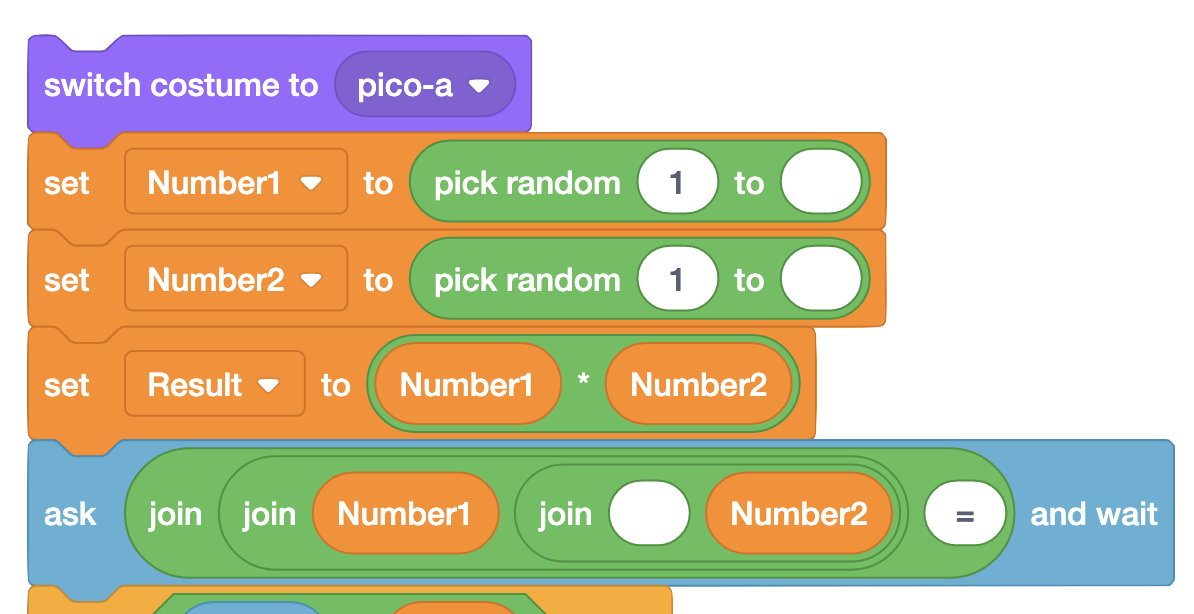 switch costume to pico-a
set Number1 to pick random 1 to
set Number2 to pick random 1 to
set Result to Number1 * Number2
ask join join Number1 join Number2 = and wait